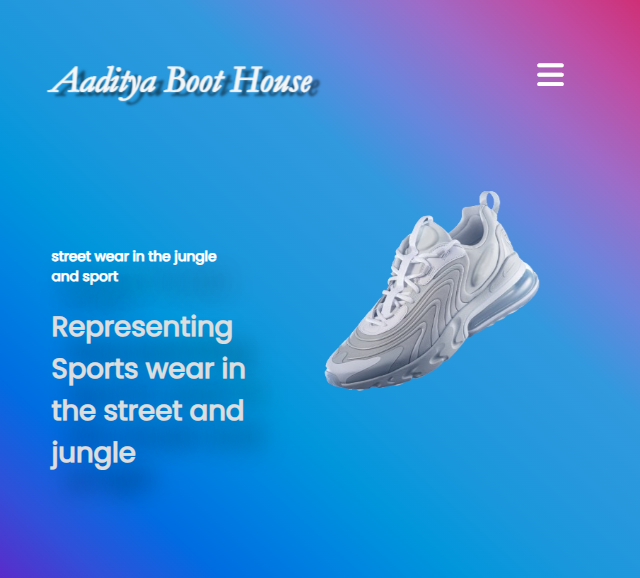 Aaditya Boot House
street wear in the jungle
and sport
Representing
Sports wear in
the street and
jungle